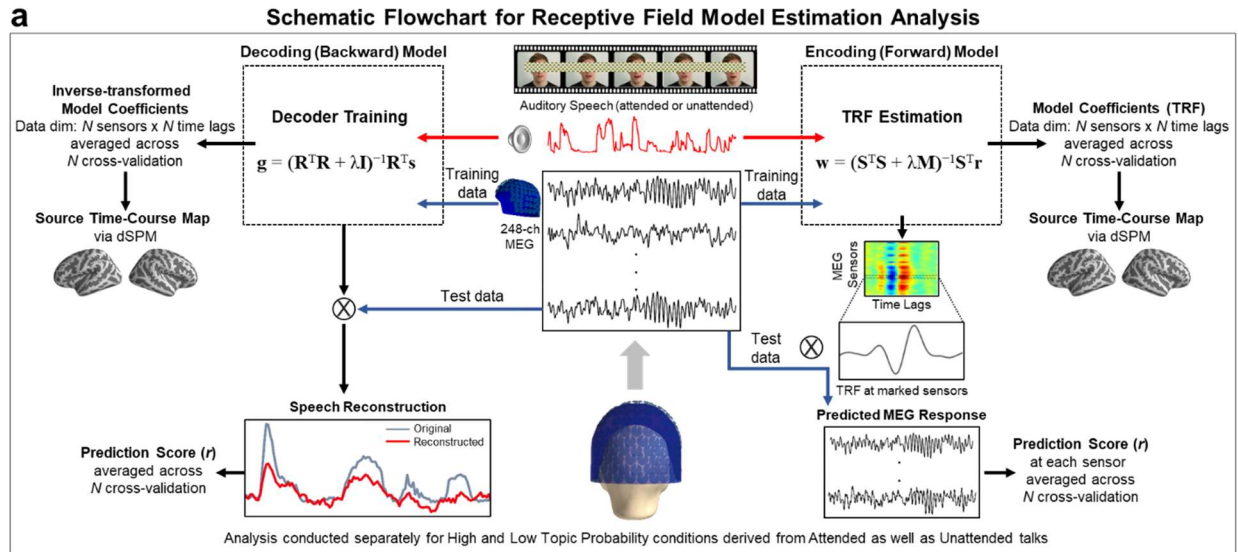 a
Schematic Flowchart for Receptive Field Model Estimation Analysis
Decoding (Backward) Model
Inverse-transformed
Model Coefficients
Data dim: N sensors x N time lags
averaged across
N cross-validation
Source Time-Course Map
via dSPM
Decoder Training
g = (RᵀR + λI)⁻¹Rᵀs
Auditory Speech (attended or unattended)
Training
data
248-ch
MEG
Training
data
Encoding (Forward) Model
TRF Estimation
w = (SᵀS + λM)⁻¹Sᵀr
Model Coefficients (TRF)
Data dim: N sensors x N time lags
averaged across
N cross-validation
Source Time-Course Map
via dSPM
MEG
Sensors
Time Lags
Test data
Test
data
TRF at marked sensors
Speech Reconstruction
Original
Reconstructed
Prediction Score (r)
averaged across
N cross-validation
Predicted MEG Response
Prediction Score (r)
at each sensor
averaged across
N cross-validation
Analysis conducted separately for High and Low Topic Probability conditions derived from Attended as well as Unattended talks